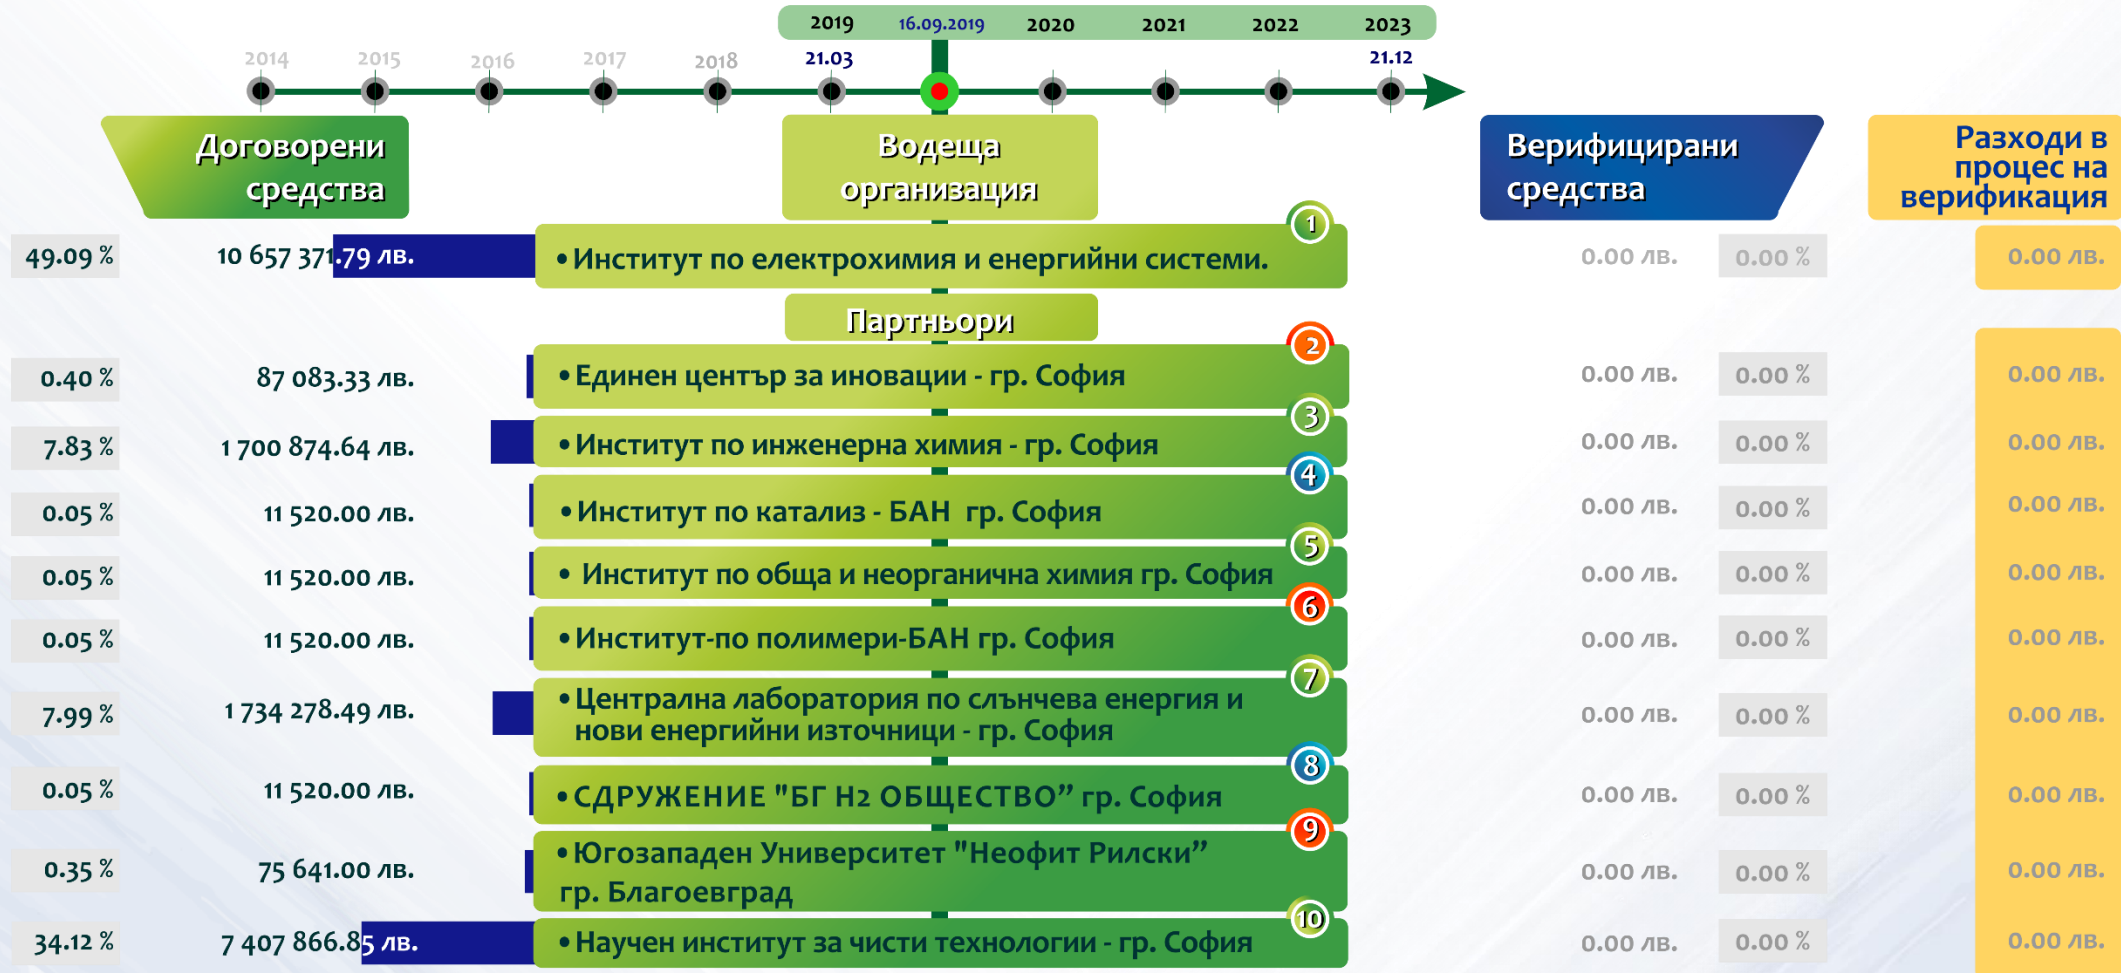 2019 16.09.2019 2020 2021 2022 2023
2014 2015 2016 2017 2018 21.03 21.12
Договорени
средства
Водеща
организация
Верифицирани
средства
Разходи в
процес на
верификация
1
49.09 % 10 657 371.79 лв. • Институт по електрохимия и енергийни системи. 0.00 лв. 0.00 % 0.00 лв.
Партньори
2
0.40 % 87 083.33 лв. • Единен център за иновации - гр. София 0.00 лв. 0.00 % 0.00 лв.
3
7.83 % 1 700 874.64 лв. • Институт по инженерна химия - гр. София 0.00 лв. 0.00 % 0.00 лв.
4
0.05 % 11 520.00 лв. • Институт по катализ - БАН гр. София 0.00 лв. 0.00 % 0.00 лв.
5
0.05 % 11 520.00 лв. • Институт по обща и неорганична химия гр. София 0.00 лв. 0.00 % 0.00 лв.
6
0.05 % 11 520.00 лв. • Институт-по полимери-БАН гр. София 0.00 лв. 0.00 % 0.00 лв.
7
7.99 % 1 734 278.49 лв. • Централна лаборатория по слънчева енергия и
нови енергийни източници - гр. София 0.00 лв. 0.00 % 0.00 лв.
8
0.05 % 11 520.00 лв. • СДРУЖЕНИЕ "БГ Н2 ОБЩЕСТВО” гр. София 0.00 лв. 0.00 % 0.00 лв.
9
0.35 % 75 641.00 лв. • Югозападен Университет "Неофит Рилски”
гр. Благоевград 0.00 лв. 0.00 % 0.00 лв.
10
34.12 % 7 407 866.85 лв. • Научен институт за чисти технологии - гр. София 0.00 лв. 0.00 % 0.00 лв.